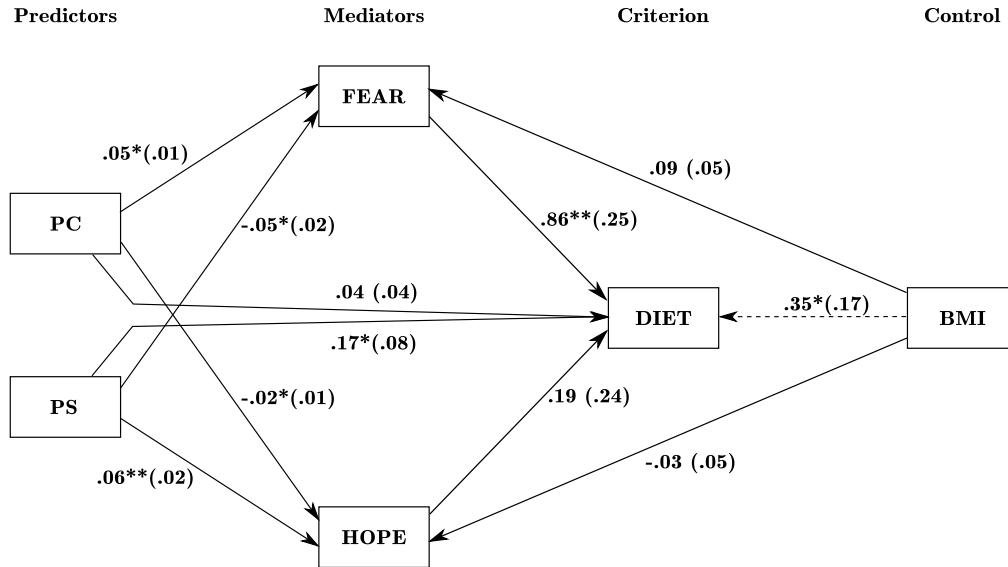 Predictors Mediators Criterion Control
FEAR
.05*(.01)
.09 (.05)
PC
-.05*(.02)
.86**(.25)
.04 (.04)
.35*(.17)
DIET
BMI
.17*(.08)
PS
-.02*(.01)
.19 (.24)
.06**(.02)
-.03 (.05)
HOPE